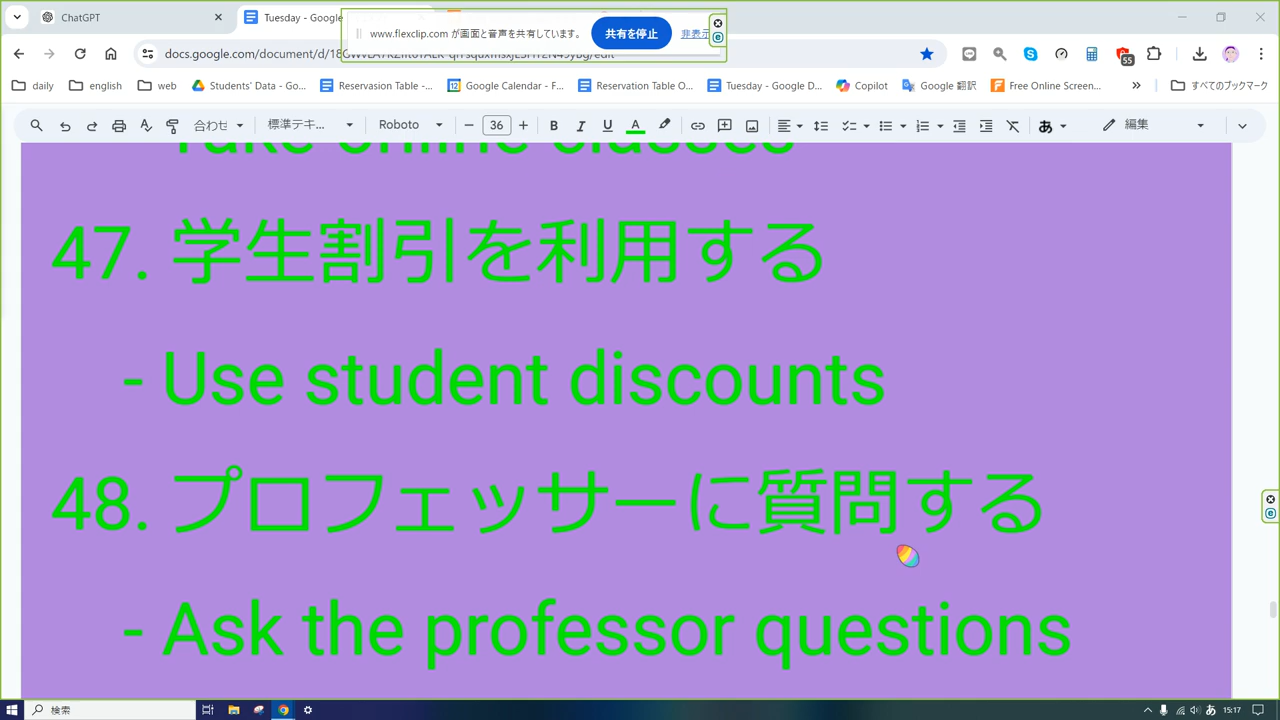 ChatGPT
Tuesday - Google
www.flexclip.com が画面と音声を共有しています。
共有を停止
非表示
55
daily
english
web
Students' Data - Go...
Reservasion Table -...
Google Calendar - F...
Reservation Table O...
Tuesday - Google D...
Copilot
Google 翻訳
Free Online Screen...
すべてのブックマーク
合わせ
標準テキ...
Roboto
36
編集
Take online classes
47. 学生割引を利用する
- Use student discounts
48. プロフェッサーに質問する
- Ask the professor questions
検索
15:17